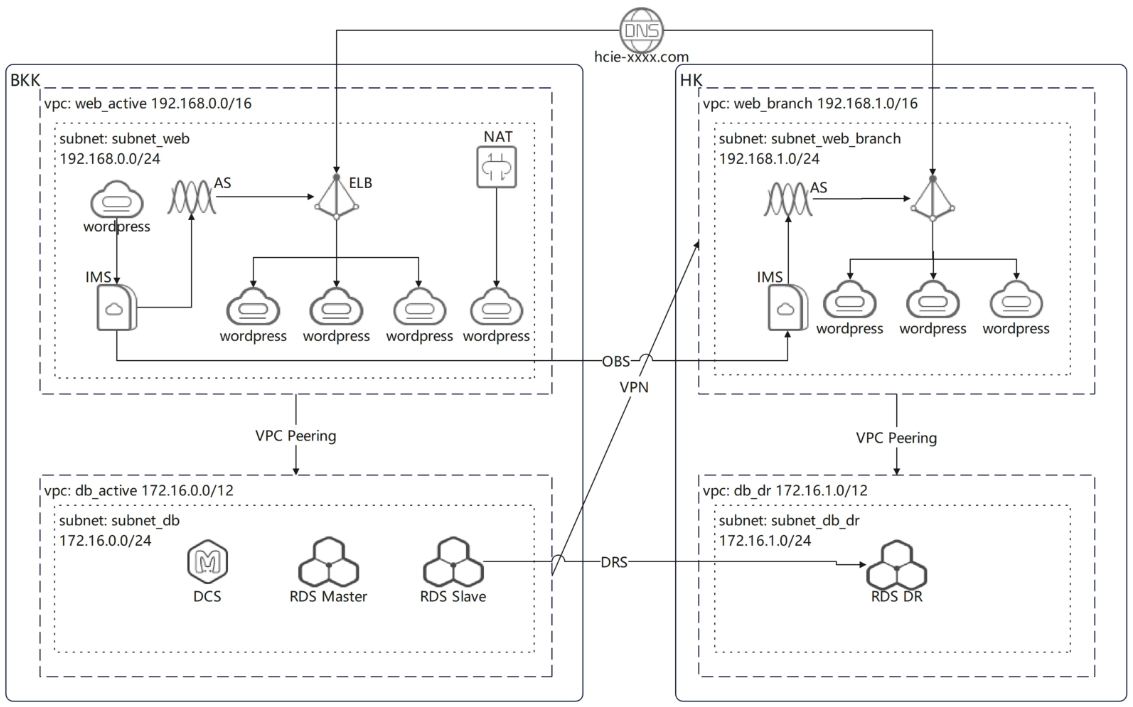 DNS
hcie-xxxx.com
BKK
vpc: web_active 192.168.0.0/16
subnet: subnet_web
192.168.0.0/24
NAT
AS
ELB
wordpress
IMS
wordpress
wordpress
wordpress
wordpress
HK
vpc: web_branch 192.168.1.0/16
subnet: subnet_web_branch
192.168.1.0/24
AS
IMS
wordpress
wordpress
wordpress
OBS
VPN
VPC Peering
VPC Peering
vpc: db_active 172.16.0.0/12
subnet: subnet_db
172.16.0.0/24
M
DCS
RDS Master
RDS Slave
DRS
vpc: db_dr 172.16.1.0/12
subnet: subnet_db_dr
172.16.1.0/24
RDS DR